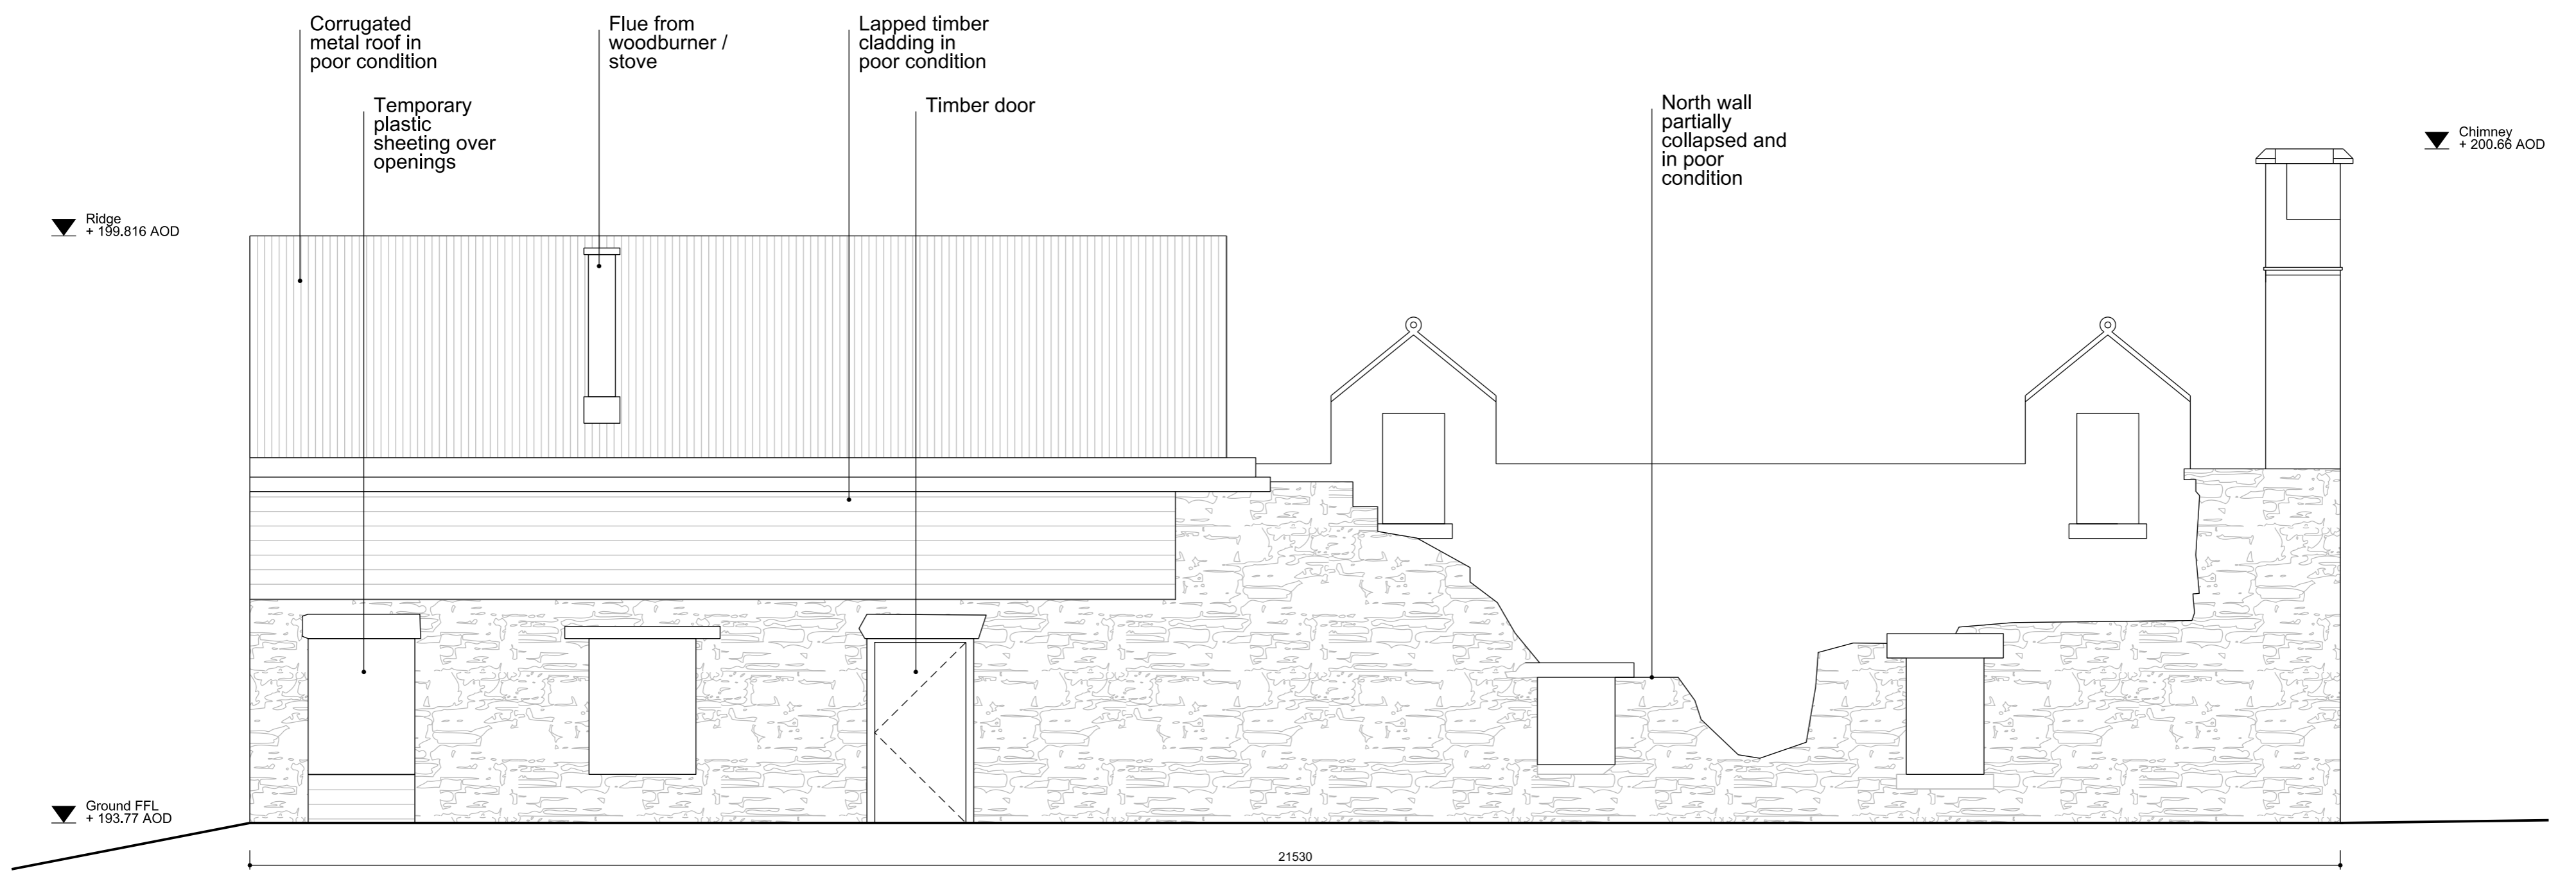 Corrugated
metal roof in
poor condition
Flue from
woodburner /
stove
Lapped timber
cladding in
poor condition
Temporary
plastic
sheeting over
openings
Timber door
North wall
partially
collapsed and
in poor
condition
Chimney
+ 200.66 AOD
Ridge
+ 199.816 AOD
Ground FFL
+ 193.77 AOD
21530